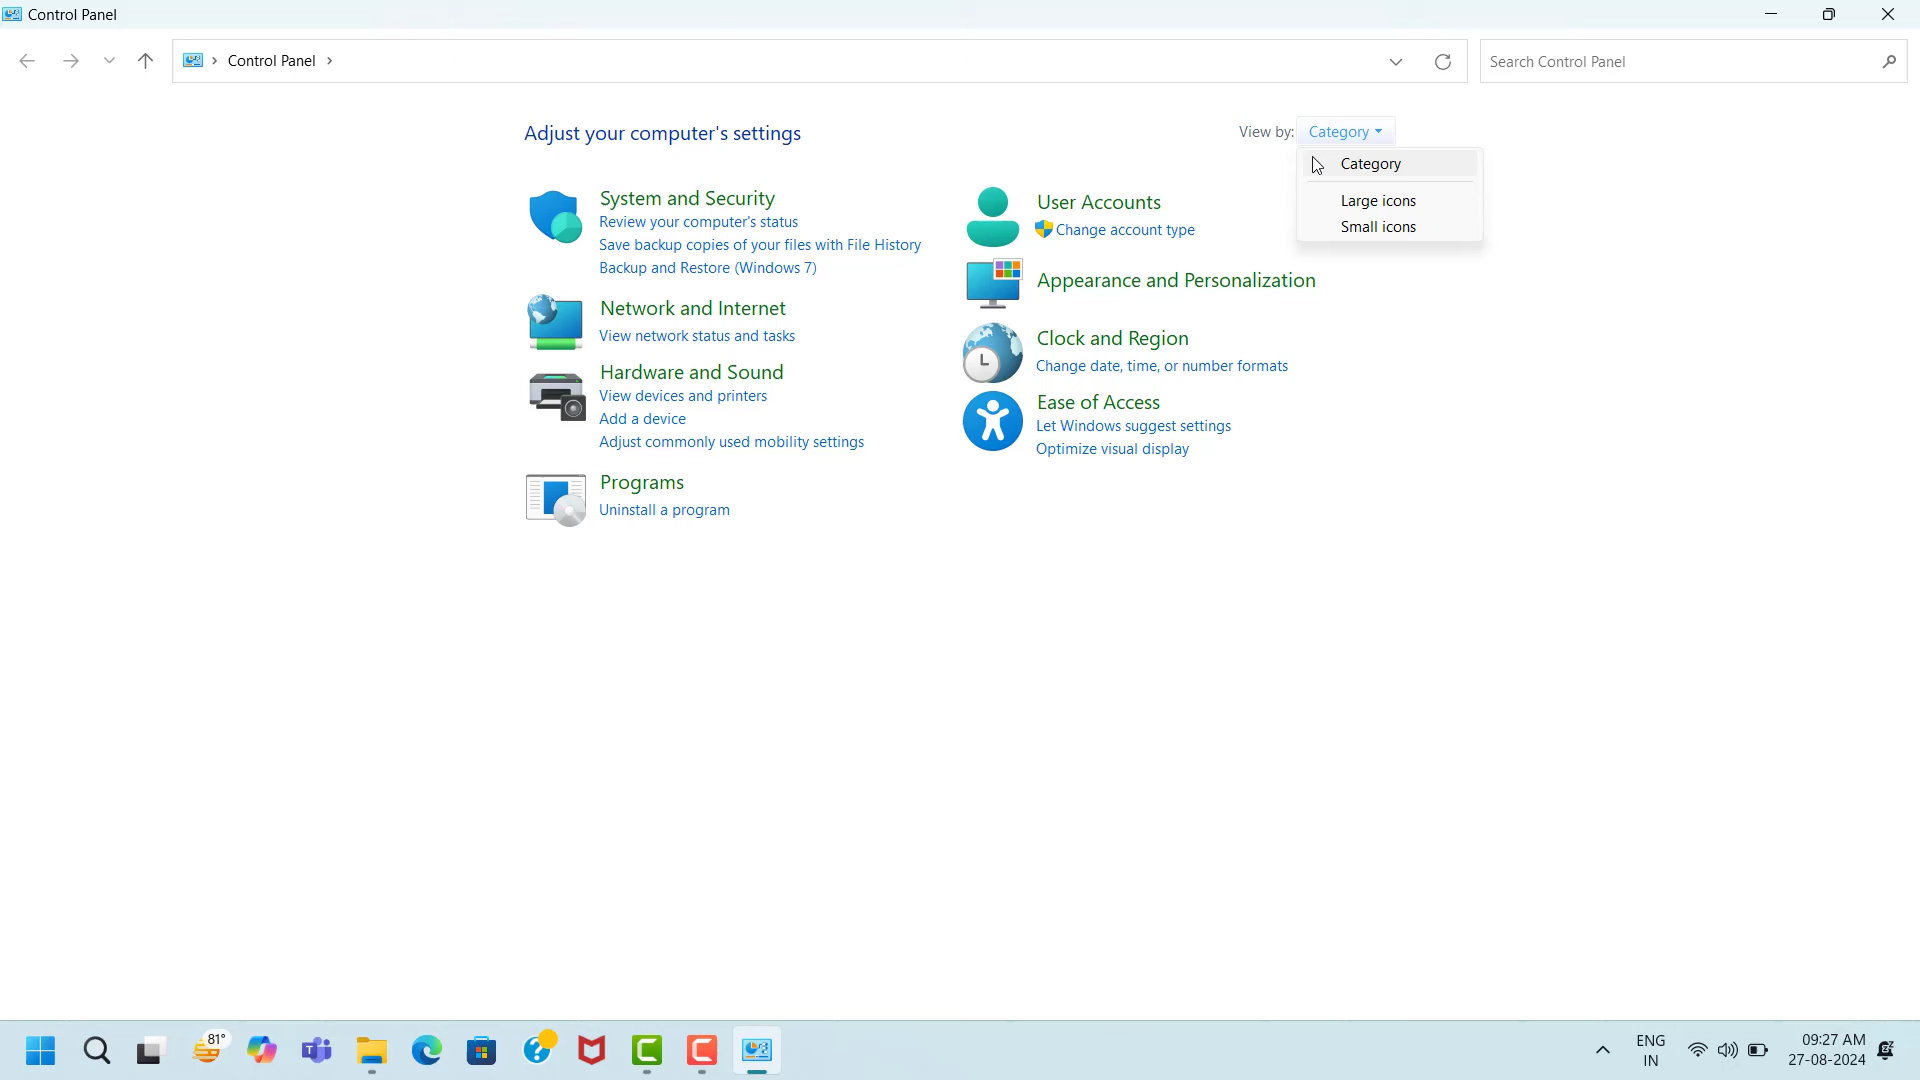 Control Panel
Control Panel
Search Control Panel
Adjust your computer's settings
View by: Category
Category
Large icons
Small icons
System and Security
Review your computer's status
Save backup copies of your files with File History
Backup and Restore (Windows 7)
Network and Internet
View network status and tasks
Hardware and Sound
View devices and printers
Add a device
Adjust commonly used mobility settings
Programs
Uninstall a program
User Accounts
Change account type
Appearance and Personalization
Clock and Region
Change date, time, or number formats
Ease of Access
Let Windows suggest settings
Optimize visual display
81°
ENG
IN
09:27 AM
27-08-2024